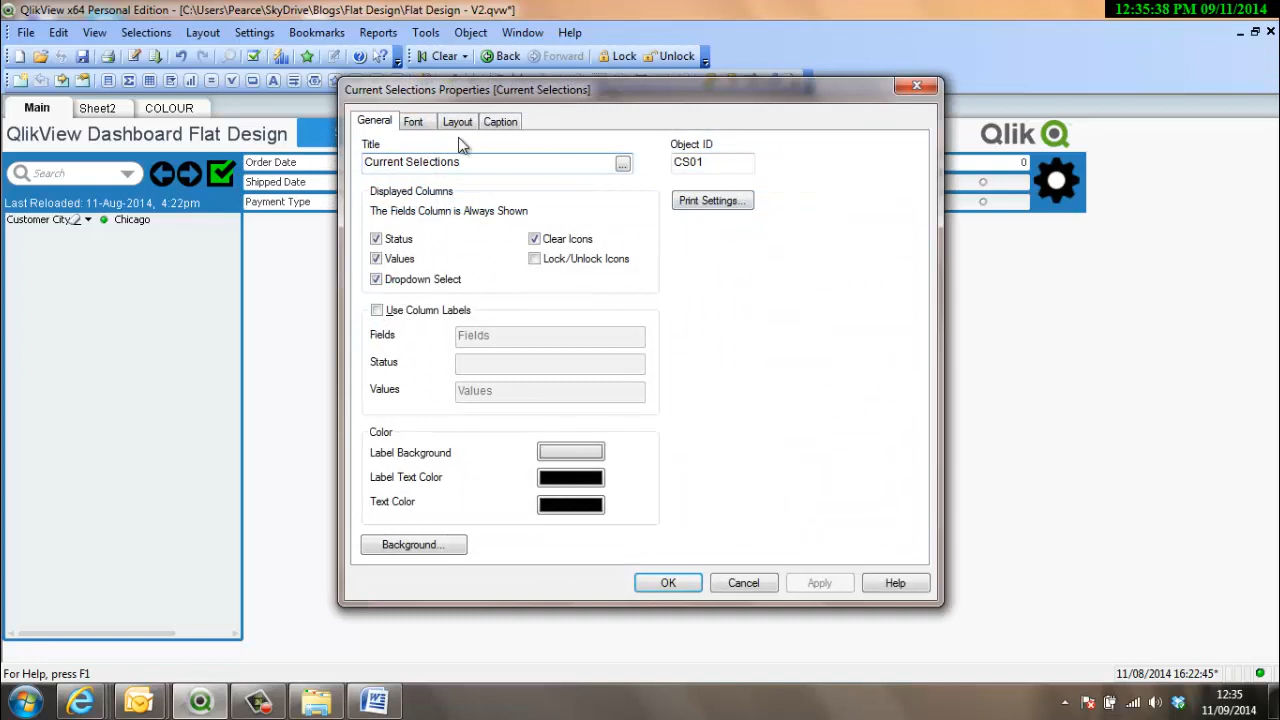 QlikView x64 Personal Edition - [C:\Users\Pearce\SkyDrive\Blogs\Flat Design\Flat Design - V2.qvw*]
12:35:38 PM 09/11/2014
File Edit View Selections Layout Settings Bookmarks Reports Tools Object Window Help
Clear Back Forward Lock Unlock
Current Selections Properties [Current Selections]
Main Sheet2 COLOUR
General Font Layout Caption
QlikView Dashboard Flat Design
Qlik
Title
Object ID
Search
Order Date
Current Selections
...
CS01
0
Shipped Date
Displayed Columns
Print Settings...
Last Reloaded: 11-Aug-2014, 4:22pm
Payment Type
The Fields Column is Always Shown
Customer City
Chicago
Status
Clear Icons
Values
Lock/Unlock Icons
Dropdown Select
Use Column Labels
Fields
Fields
Status
Values
Values
Color
Label Background
Label Text Color
Text Color
Background...
OK Cancel Apply Help
For Help, press F1
11/08/2014 16:22:45*
12:35
11/09/2014